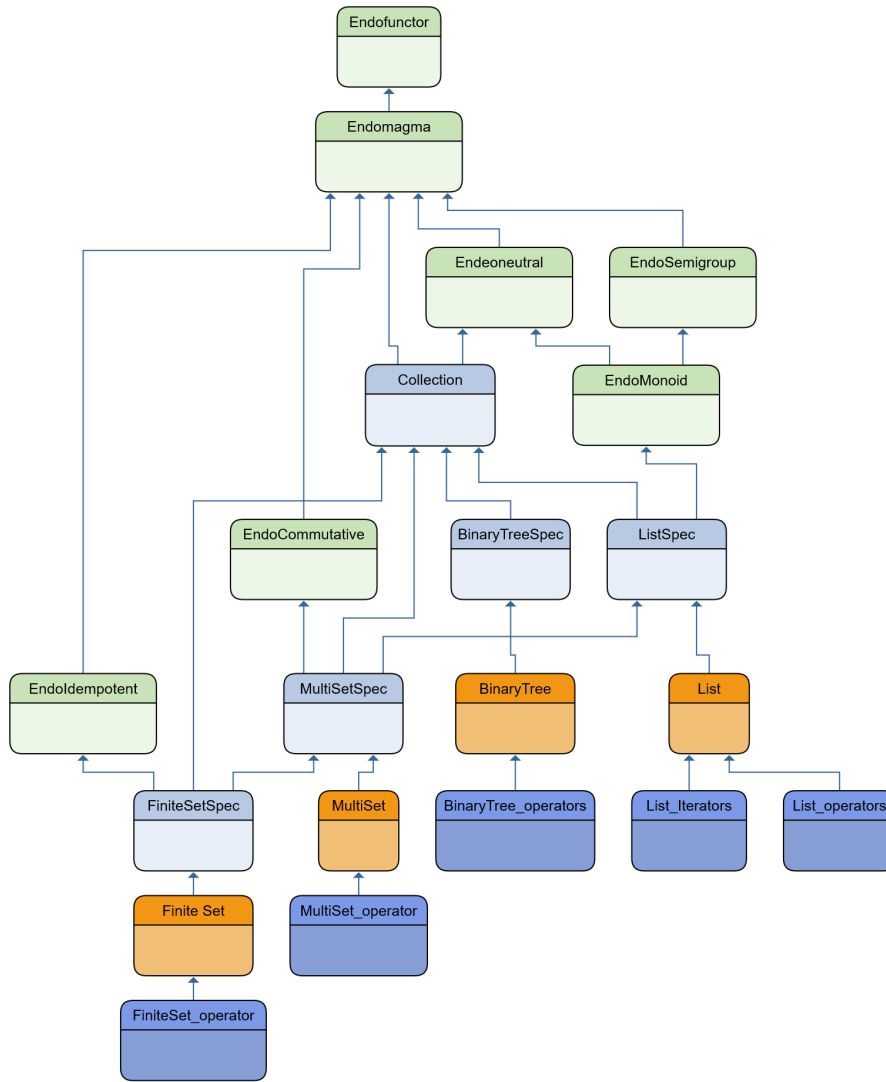 Endofunctor
Endomagma
Endeoneutral
EndoSemigroup
Collection
EndoMonoid
EndoCommutative
BinaryTreeSpec
ListSpec
EndoIdempotent
MultiSetSpec
BinaryTree
List
FiniteSetSpec
MultiSet
BinaryTree_operators
List_Iterators
List_operators
Finite Set
MultiSet_operator
FiniteSet_operator